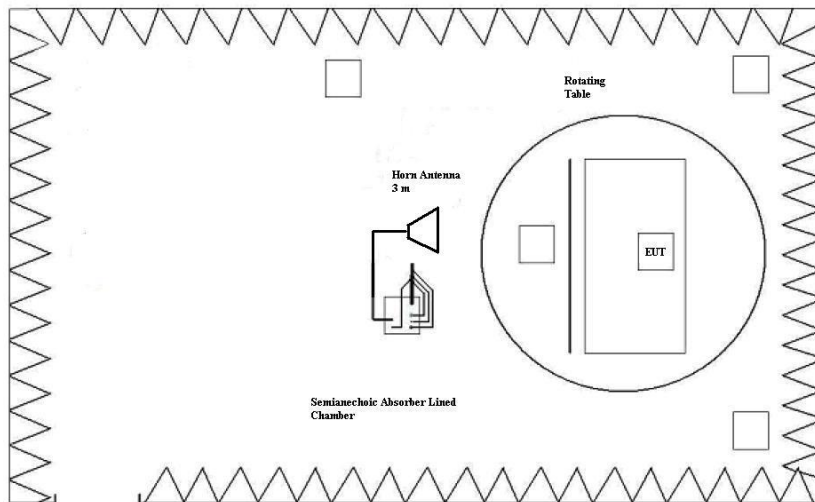 Rotating
Table
Horn Antenna
3 m
EUT
Semianechoic Absorber Lined
Chamber